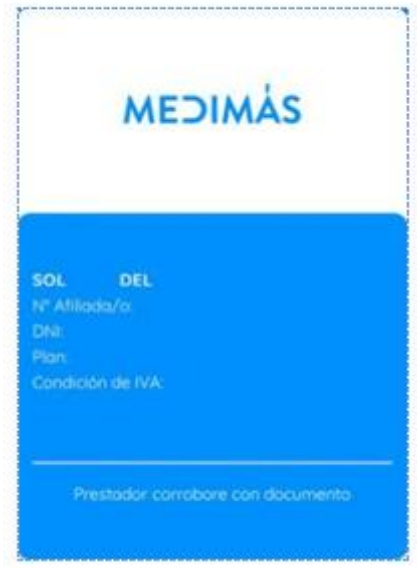 MEDIMÁS
SOL DEL
N° Afiliada/o:
DNI:
Plan:
Condición de IVA:
Prestador corrobore con documento